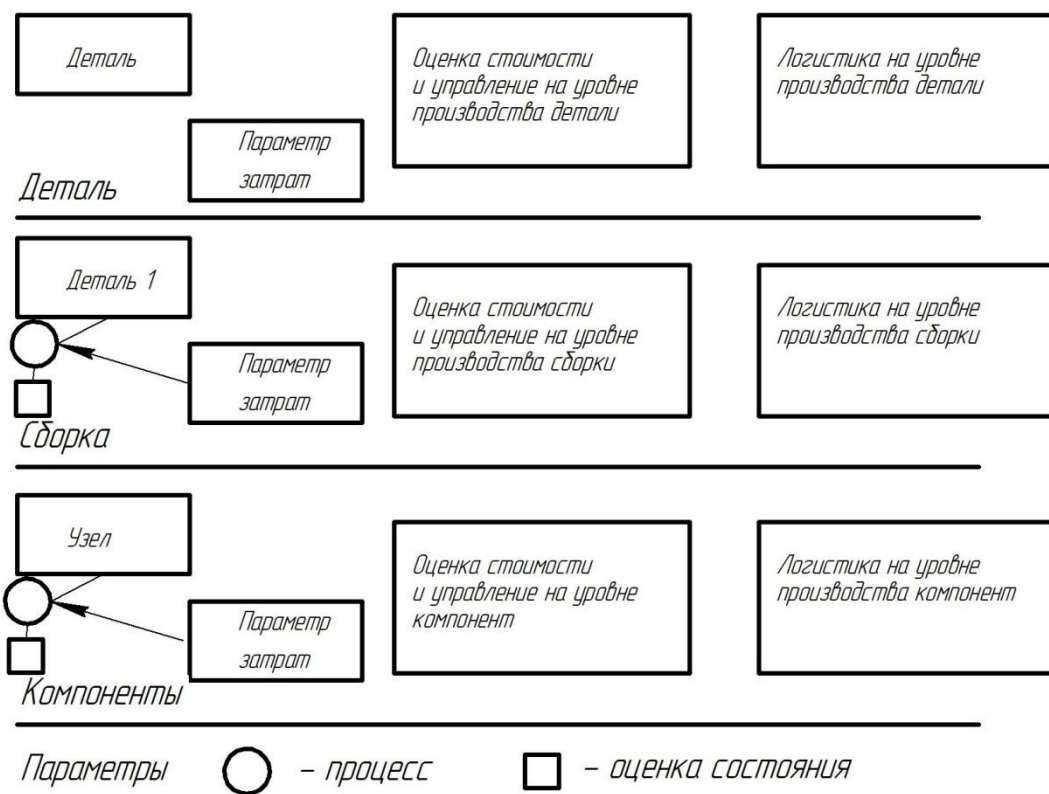 Деталь
Параметр
затрат
Оценка стоимости
и управление на уровне
производства детали
Логистика на уровне
производства детали
Деталь
Деталь 1
Параметр
затрат
Оценка стоимости
и управление на уровне
производства сборки
Логистика на уровне
производства сборки
Сборка
Узел
Параметр
затрат
Оценка стоимости
и управление на уровне
компонент
Логистика на уровне
производства компонент
Компоненты
Параметры
– процесс
– оценка состояния